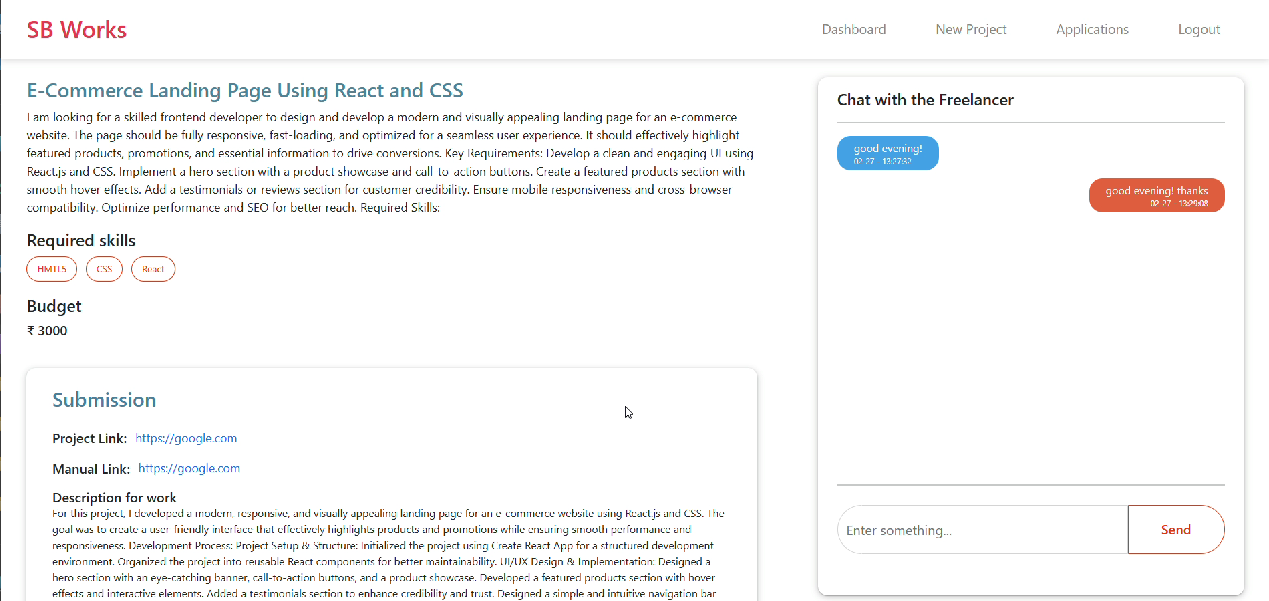 SB Works
Dashboard
New Project
Applications
Logout
E-Commerce Landing Page Using React and CSS
I am looking for a skilled frontend developer to design and develop a modern and visually appealing landing page for an e-commerce
website. The page should be fully responsive, fast-loading, and optimized for a seamless user experience. It should effectively highlight
featured products, promotions, and essential information to drive conversions. Key Requirements: Develop a clean and engaging UI using
React.js and CSS. Implement a hero section with a product showcase and call-to-action buttons. Create a featured products section with
smooth hover effects. Add a testimonials or reviews section for customer credibility. Ensure mobile responsiveness and cross-browser
compatibility. Optimize performance and SEO for better reach. Required Skills:
Required skills
HMTL5
CSS
React
Budget
₹ 3000
Submission
Project Link: https://google.com
Manual Link: https://google.com
Description for work
For this project, I developed a modern, responsive, and visually appealing landing page for an e-commerce website using React.js and CSS. The
goal was to create a user-friendly interface that effectively highlights products and promotions while ensuring smooth performance and
responsiveness. Development Process: Project Setup & Structure: Initialized the project using Create React App for a structured development
environment. Organized the project into reusable React components for better maintainability. UI/UX Design & Implementation: Designed a
hero section with an eye-catching banner, call-to-action buttons, and a product showcase. Developed a featured products section with hover
effects and interactive elements. Added a testimonials section to enhance credibility and trust. Designed a simple and intuitive navigation bar
Chat with the Freelancer
good evening!
02-27 13:27:32
good evening! thanks
02-27 13:29:08
Enter something...
Send